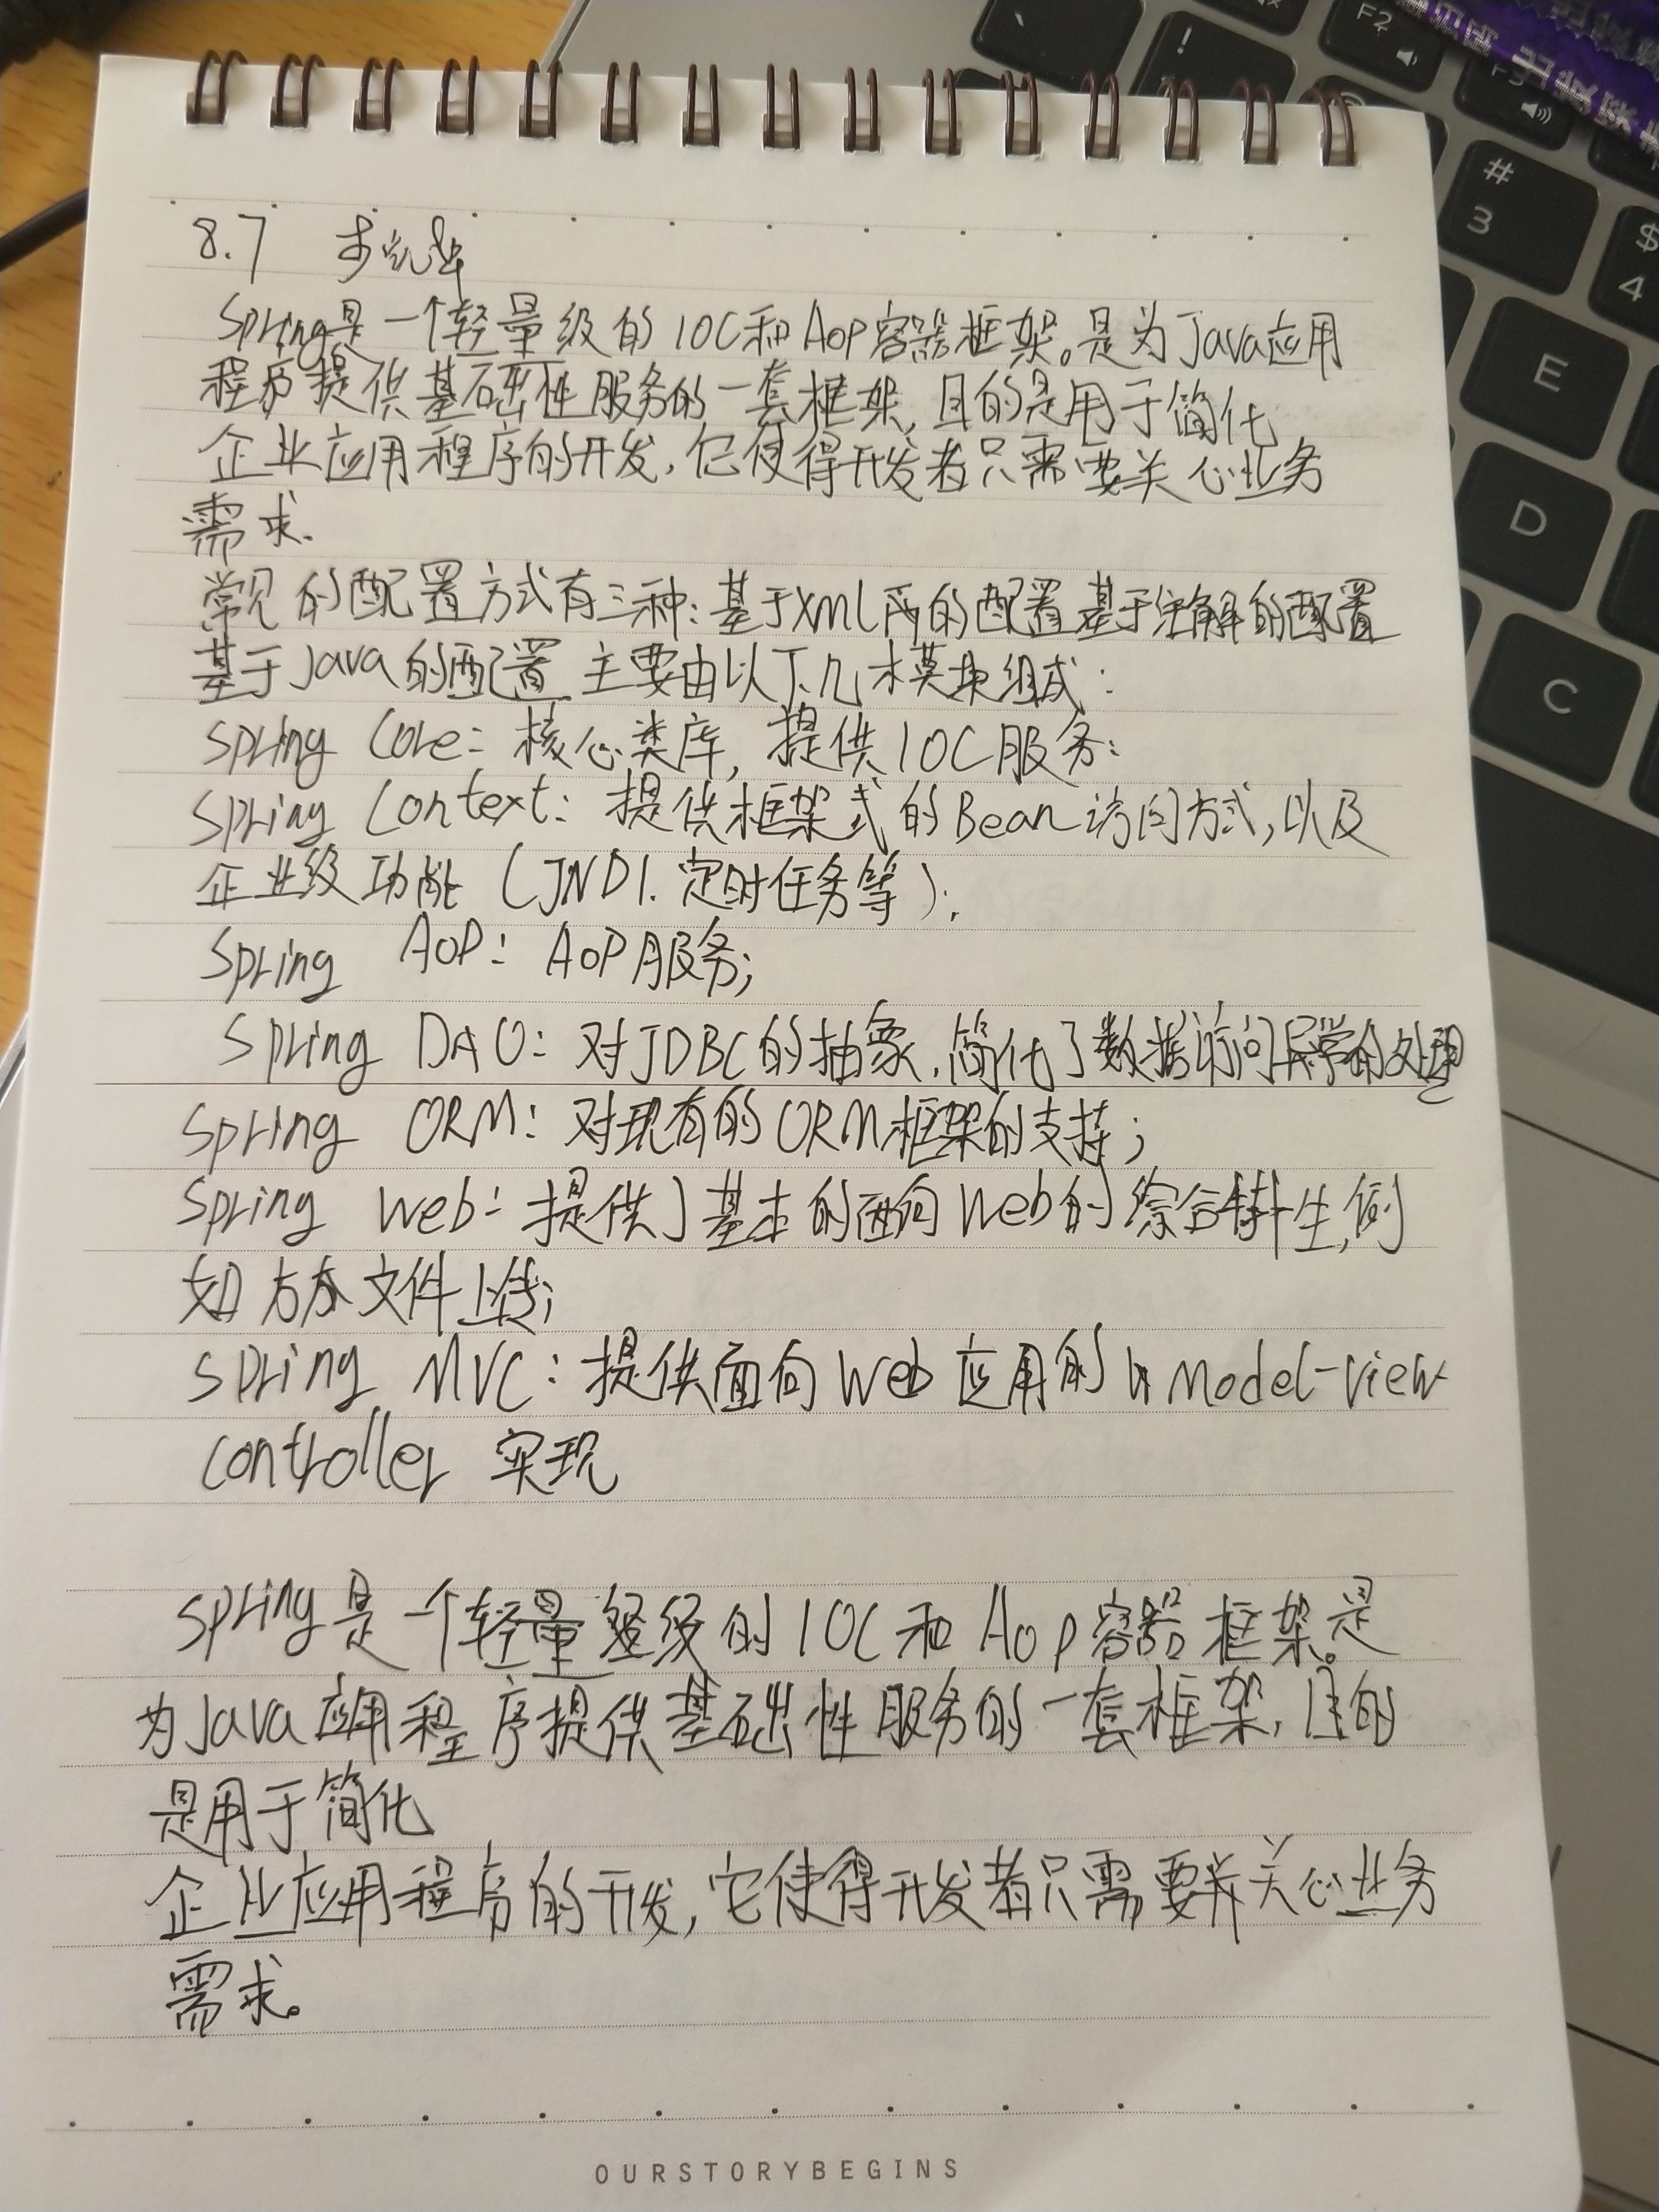 8.7
Spring是一个轻量级的IOC和AOP容器框架。是为Java应用
程序提供基础性服务的一套框架,目的是用于简化
企业应用程序的开发,它使得开发者只需要关心业务
需求.
常见的配置方式有三种:基于XML的配置基于注解的配置
基于Java的配置 主要由以下几个模块组成:
Spring Core: 核心类库,提供IOC服务:
Spring Context: 提供框架式的Bean访问方式,以及
企业级功能(JNDI.定时任务等);
Spring AOP: AOP服务;
Spring DAO: 对JDBC的抽象,简化了数据访问异常的处理
Spring ORM: 对现有的ORM框架的支持;
Spring Web: 提供了基本的面向Web的综合特性,例
如 文件上传;
Spring MVC: 提供面向Web应用的Model-View
Controller 实现
Spring是一个轻量级的IOC和AOP容器框架。是
为Java应用程序提供基础性服务的一套框架,目的
是用于简化
企业应用程序的开发,它使得开发者只需要关心业务
需求。
OURSTORYBEGINS
F2
!
#
3
$
4
E
D
C